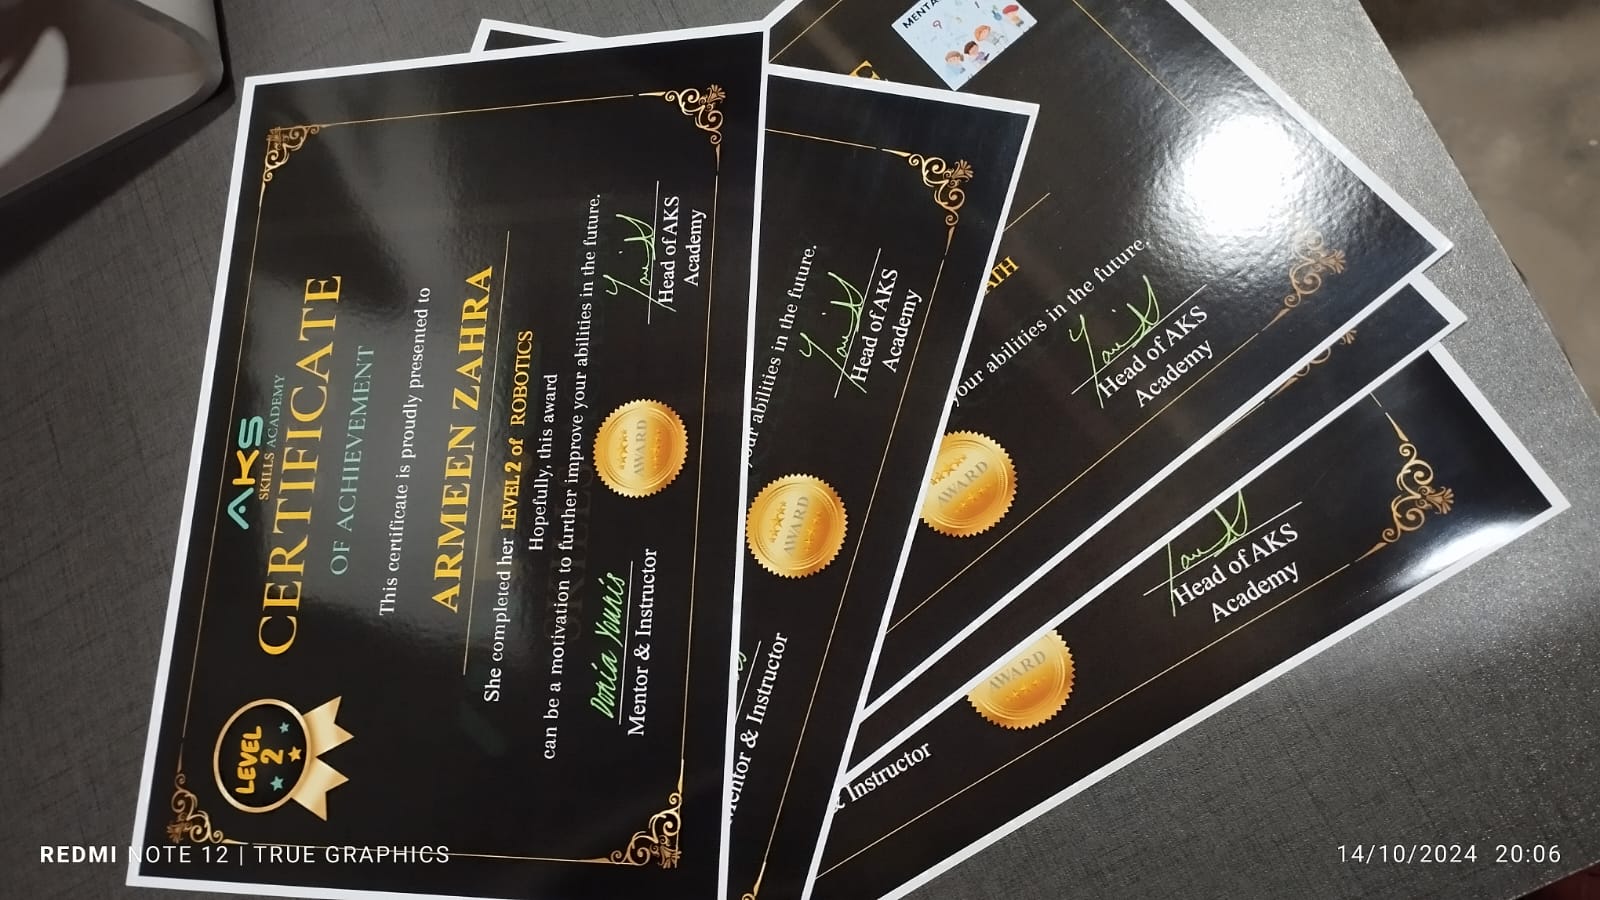 AKS
SKILLS ACADEMY
CERTIFICATE
OF ACHIEVEMENT
LEVEL
2
This certificate is proudly presented to
ARMEEN ZAHRA
She completed her LEVEL 2 of ROBOTICS
Hopefully, this award
can be a motivation to further improve your abilities in the future.
AWARD
Mentor & Instructor
Head of AKS
Academy
your abilities in the future.
AWARD
Mentor & Instructor
Head of AKS
Academy
MENTA
ATH
your abilities in the future.
AWARD
Head of AKS
Academy
AWARD
& Instructor
Head of AKS
Academy
REDMI NOTE 12 | TRUE GRAPHICS
14/10/2024 20:06